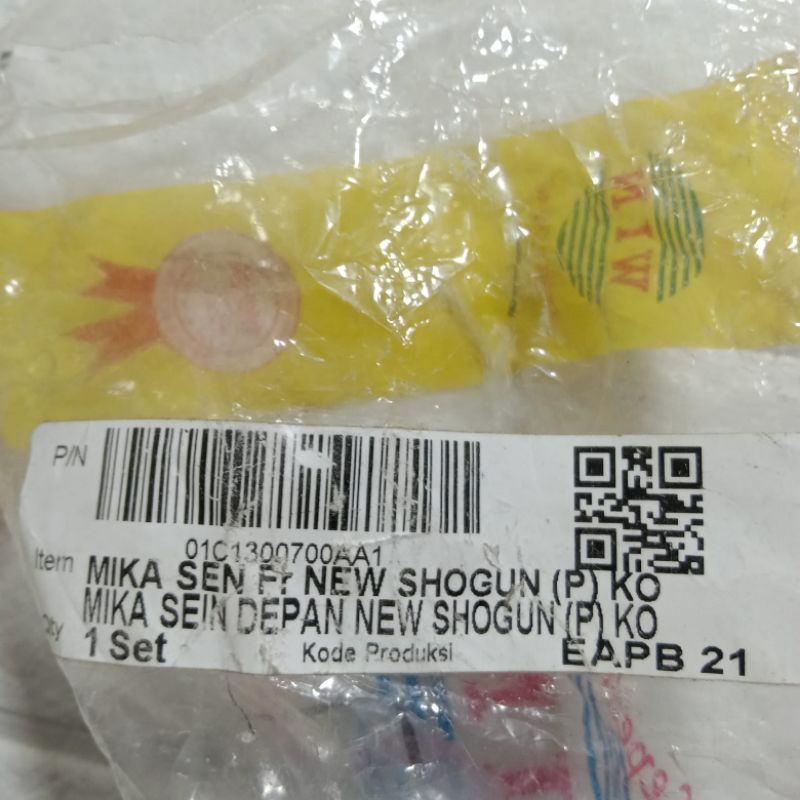 WIN
P/N
01C1300700AA1
Item MIKA SEN Fr NEW SHOGUN (P) KO
MIKA SEIN DEPAN NEW SHOGUN (P) KO
Qty 1 Set Kode Produksi EAPB 21